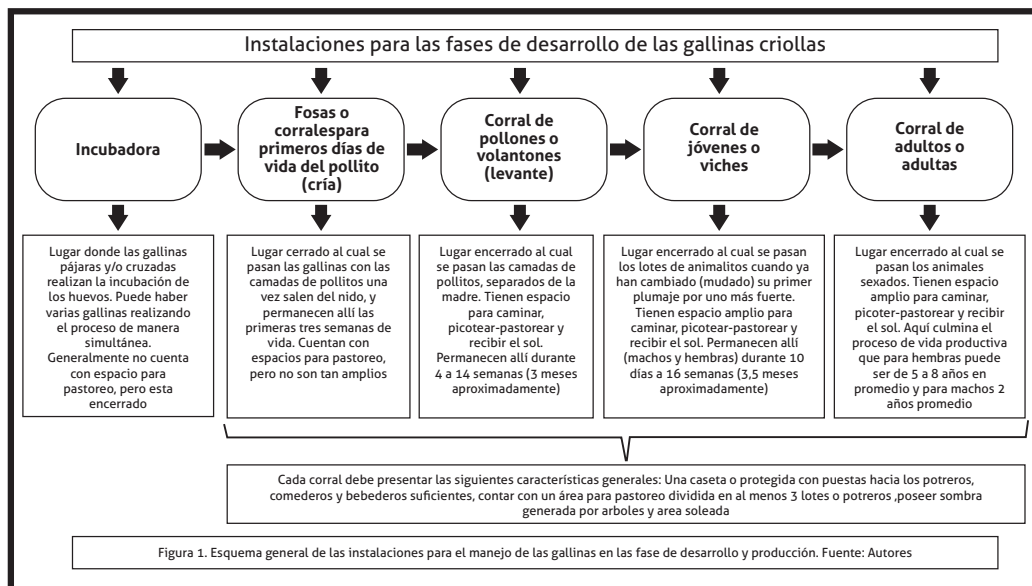 Instalaciones para las fases de desarrollo de las gallinas criollas
Incubadora
Fosas o
corralespara
primeros días de
vida del pollito
(cría)
Corral de
pollones o
volantones
(levante)
Corral de
jóvenes o
viches
Corral de
adultos o
adultas
Lugar donde las gallinas
pájaras y/o cruzadas
realizan la incubación de
los huevos. Puede haber
varias gallinas realizando
el proceso de manera
simultánea.
Generalmente no cuenta
con espacio para
pastoreo, pero esta
encerrado
Lugar cerrado al cual se
pasan las gallinas con las
camadas de pollitos una
vez salen del nido, y
permanecen allí las
primeras tres semanas de
vida. Cuentan con
espacios para pastoreo,
pero no son tan amplios
Lugar encerrado al cual
se pasan las camadas de
pollitos, separados de la
madre. Tienen espacio
para caminar,
picotear-pastorear y
recibir el sol.
Permanecen allí durante
4 a 14 semanas (3 meses
aproximadamente)
Lugar encerrado al cual se pasan
los lotes de animalitos cuando ya
han cambiado (mudado) su primer
plumaje por uno más fuerte.
Tienen espacio amplio para
caminar, picotear-pastorear y
recibir el sol. Permanecen allí
(machos y hembras) durante 10
días a 16 semanas (3,5 meses
aproximadamente)
Lugar encerrado al cual se
pasan los animales
sexados. Tienen espacio
amplio para caminar,
picoter-pastorear y recibir
el sol. Aquí culmina el
proceso de vida productiva
que para hembras puede
ser de 5 a 8 años en
promedio y para machos 2
años promedio
Cada corral debe presentar las siguientes características generales: Una caseta o protegida con puestas hacia los potreros,
comederos y bebederos suficientes, contar con un área para pastoreo dividida en al menos 3 lotes o potreros ,poseer sombra
generada por arboles y area soleada
Figura 1. Esquema general de las instalaciones para el manejo de las gallinas en las fase de desarrollo y producción. Fuente: Autores